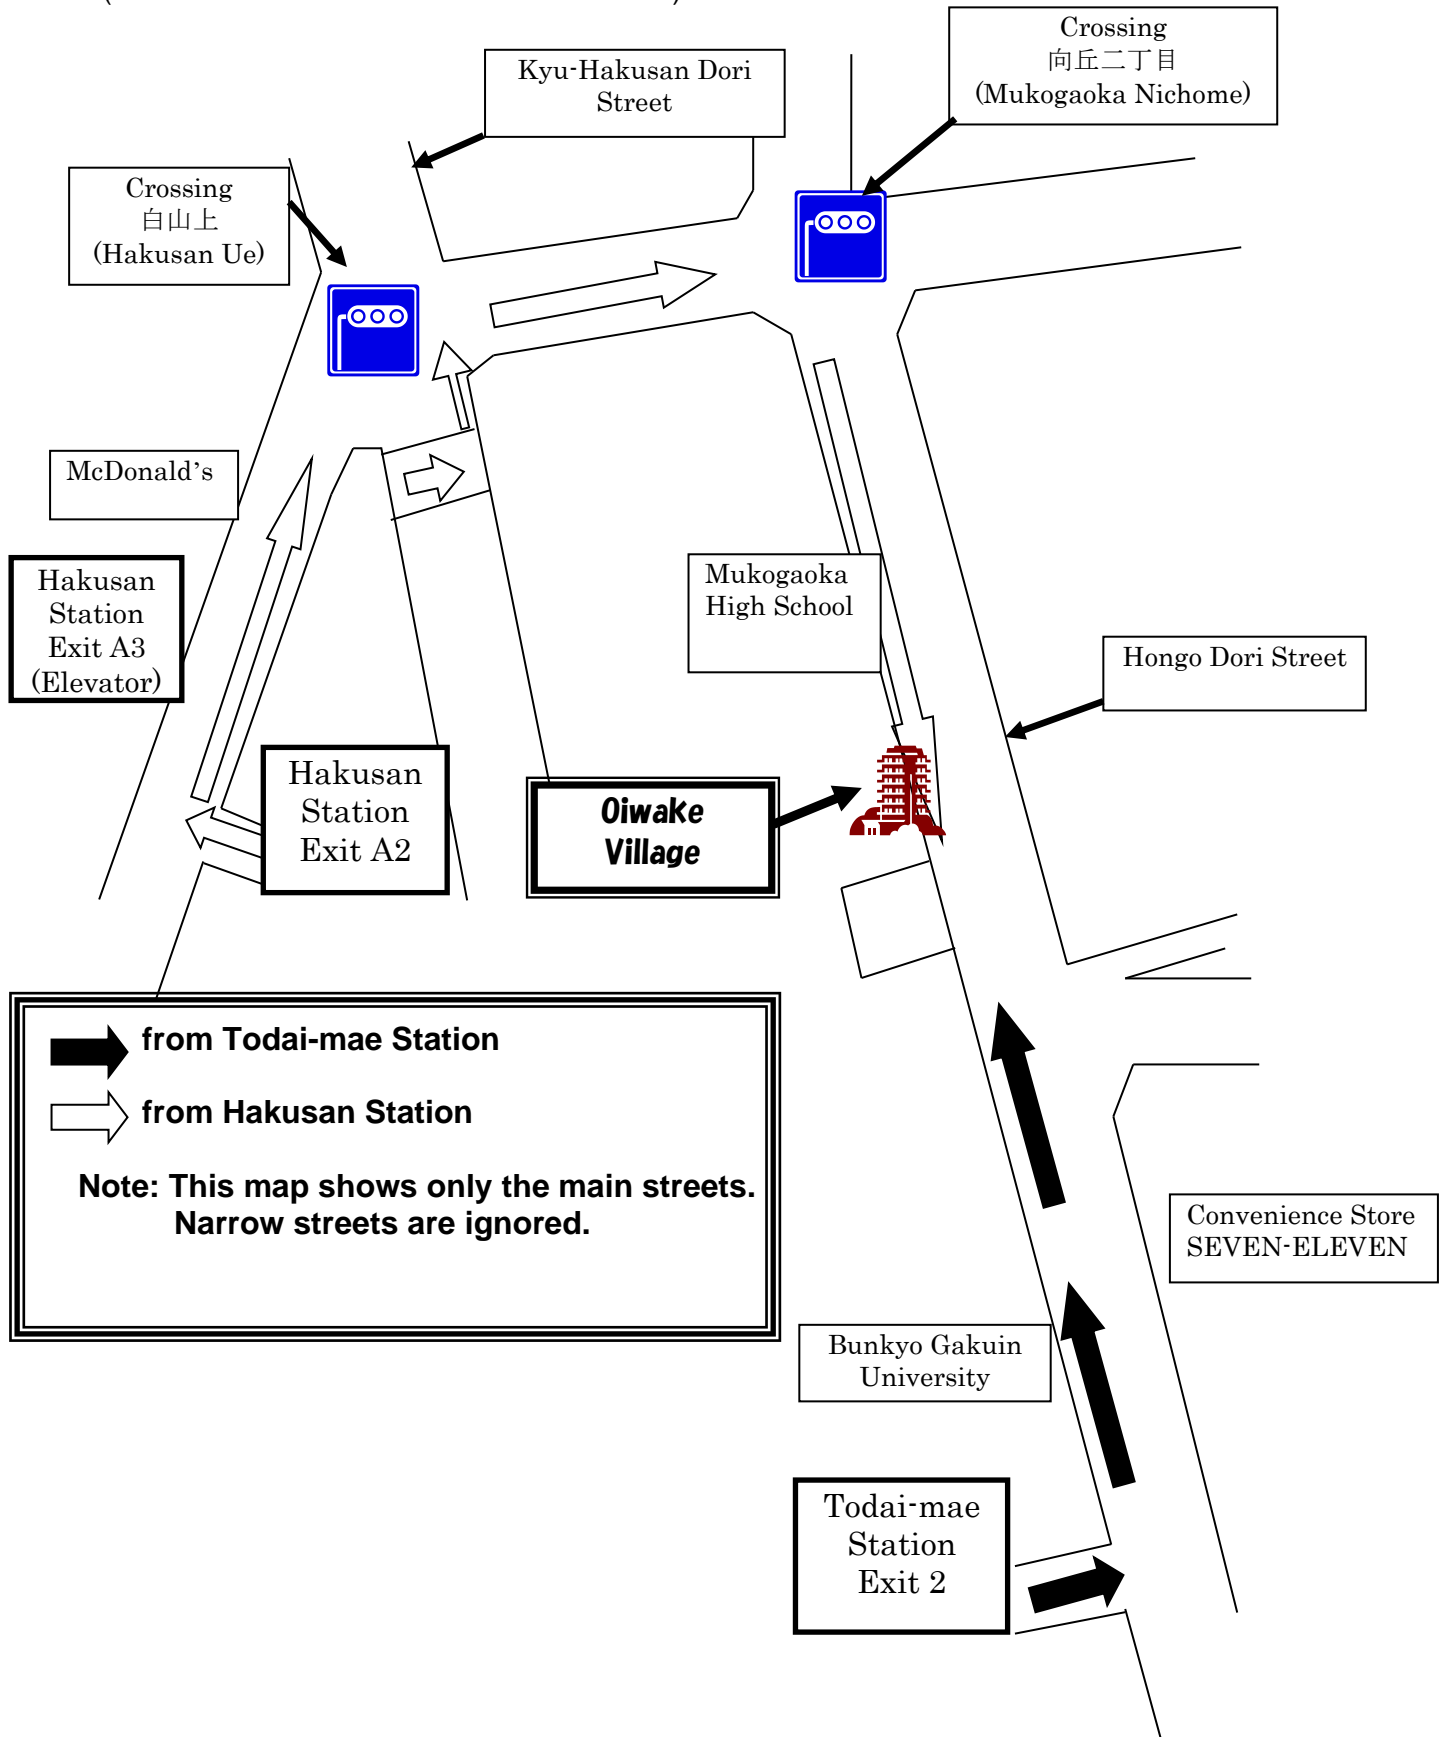 Crossing
向丘二丁目
(Mukogaoka Nichome)
Kyu-Hakusan Dori
Street
Crossing
白山上
(Hakusan Ue)
McDonald's
Hakusan
Station
Exit A3
(Elevator)
Mukogaoka
High School
Hongo Dori Street
Hakusan
Station
Exit A2
Oiwake
Village
from Todai-mae Station
from Hakusan Station
Note: This map shows only the main streets.
Narrow streets are ignored.
Convenience Store
SEVEN-ELEVEN
Bunkyo Gakuin
University
Todai-mae
Station
Exit 2